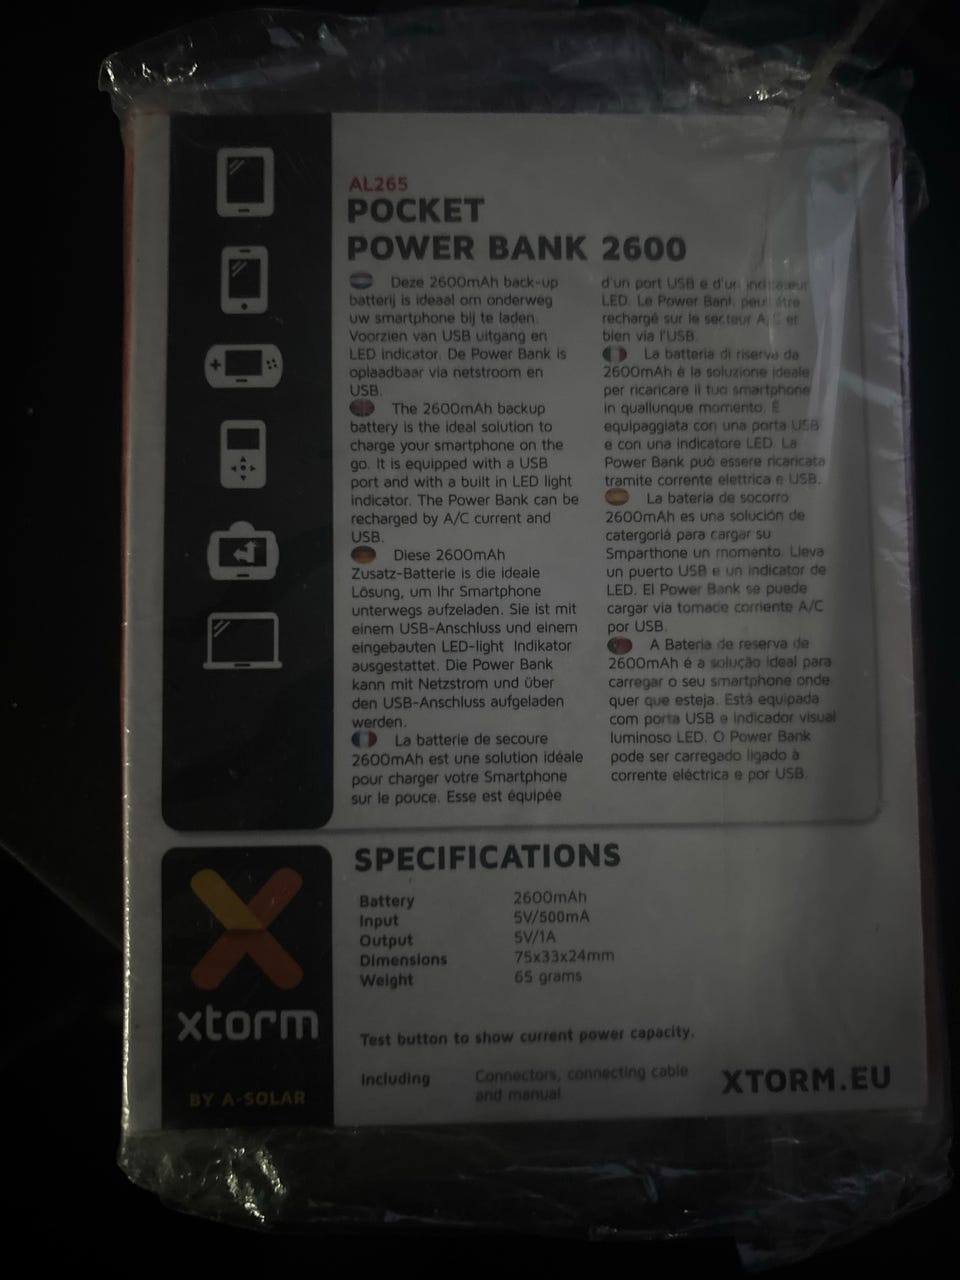 AL265
POCKET
POWER BANK 2600
Deze 2600mAh back-up
batterij is ideaal om onderweg
uw smartphone bij te laden.
Voorzien van USB uitgang en
LED indicator. De Power Bank is
oplaadbaar via netstroom en
USB.
The 2600mAh backup
battery is the ideal solution to
charge your smartphone on the
go. It is equipped with a USB
port and with a built in LED light
indicator. The Power Bank can be
recharged by A/C current and
USB.
Diese 2600mAh
Zusatz-Batterie is die ideale
Lösung, um Ihr Smartphone
unterwegs aufzeladen. Sie ist mit
einem USB-Anschluss und einem
eingebauten LED-light Indikator
ausgestattet. Die Power Bank
kann mit Netzstrom und über
den USB-Anschluss aufgeladen
werden.
La batterie de secoure
2600mAh est une solution idéale
pour charger votre Smartphone
sur le pouce. Esse est équipée
d'un port USB e d'un indicateur
LED. Le Power Bank peut être
rechargé sur le secteur A/C et
bien via l'USB.
La batteria di riserva da
2600mAh é la soluzione ideale
per ricaricare il tuo smartphone
in quallunque momento. È
equipaggiata con una porta USB
e con una indicatore LED. La
Power Bank può essere ricaricata
tramite corrente elettrica e USB.
La bateria de socorro
2600mAh es una solución de
catergoriá para cargar su
Smparthone un momento. Lleva
un puerto USB e un indicator de
LED. El Power Bank se puede
cargar via tomade corriente A/C
por USB.
A Bateria de reserva de
2600mAh é a solução ideal para
carregar o seu smartphone onde
quer que esteja. Está equipada
com porta USB e indicador visual
luminoso LED. O Power Bank
pode ser carregado ligado à
corrente eléctrica e por USB.
SPECIFICATIONS
Battery 2600mAh
Input 5V/500mA
Output 5V/1A
Dimensions 75x33x24mm
Weight 65 grams
Test button to show current power capacity.
Including Connectors, connecting cable
and manual
xtorm
BY A-SOLAR
XTORM.EU